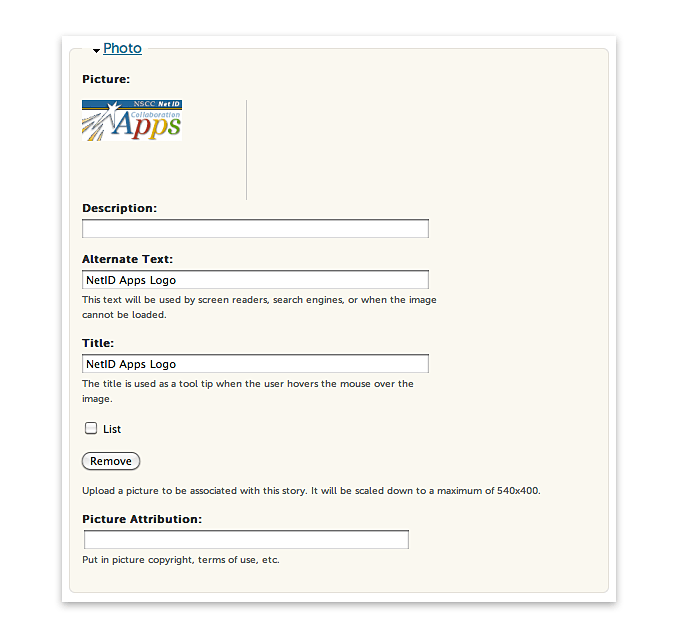 Photo
Picture:
NSCC Net ID
Collaboration
Apps
Description:
Alternate Text:
NetID Apps Logo
This text will be used by screen readers, search engines, or when the image
cannot be loaded.
Title:
NetID Apps Logo
The title is used as a tool tip when the user hovers the mouse over the
image.
List
Remove
Upload a picture to be associated with this story. It will be scaled down to a maximum of 540x400.
Picture Attribution:
Put in picture copyright, terms of use, etc.